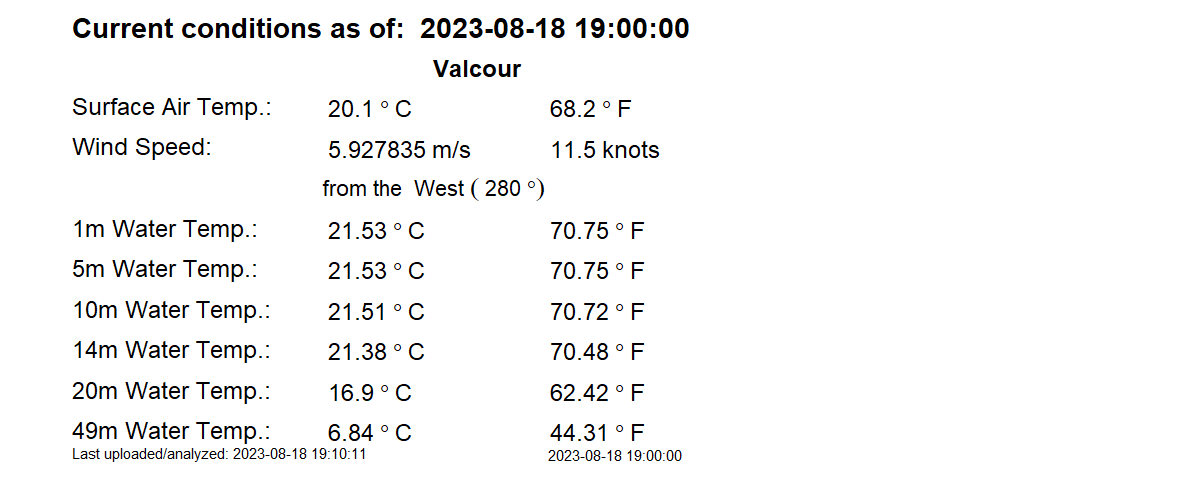 Current conditions as of: 2023-08-18 19:00:00
Valcour
Surface Air Temp.: 20.1 ° C 68.2 ° F
Wind Speed: 5.927835 m/s 11.5 knots
from the West ( 280 °)
1m Water Temp.: 21.53 ° C 70.75 ° F
5m Water Temp.: 21.53 ° C 70.75 ° F
10m Water Temp.: 21.51 ° C 70.72 ° F
14m Water Temp.: 21.38 ° C 70.48 ° F
20m Water Temp.: 16.9 ° C 62.42 ° F
49m Water Temp.: 6.84 ° C 44.31 ° F
Last uploaded/analyzed: 2023-08-18 19:10:11 2023-08-18 19:00:00